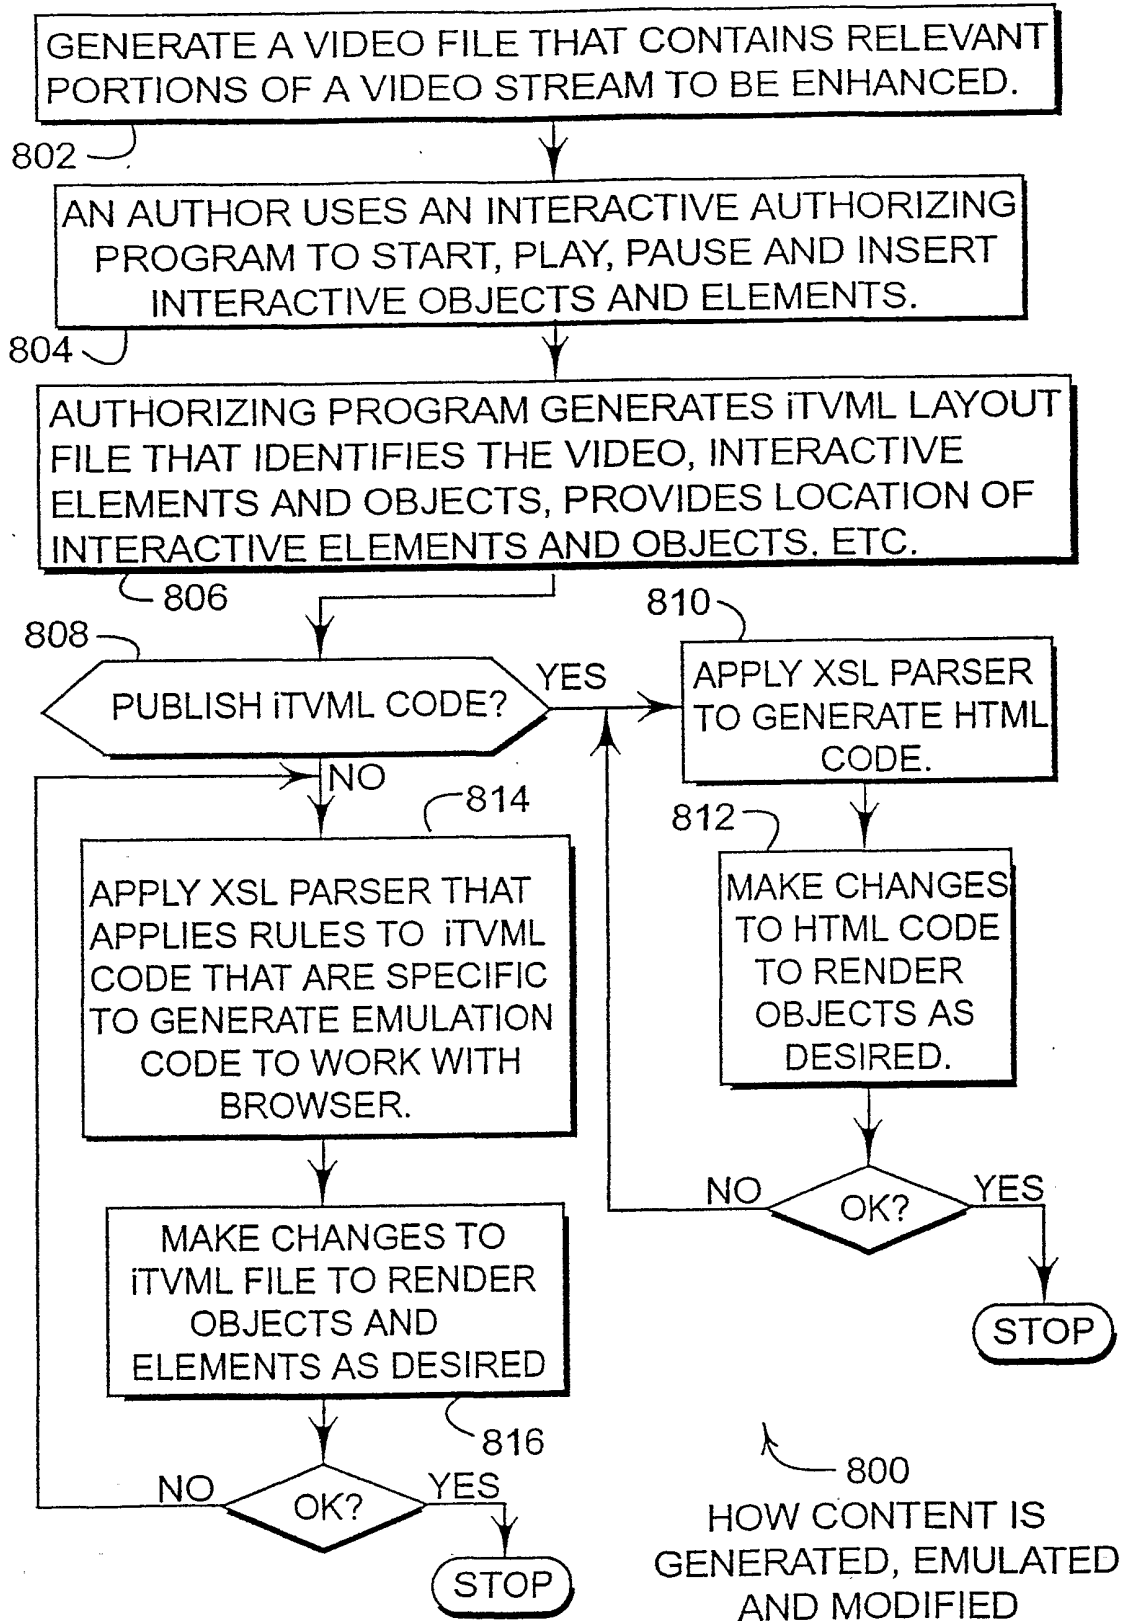 GENERATE A VIDEO FILE THAT CONTAINS RELEVANT
PORTIONS OF A VIDEO STREAM TO BE ENHANCED.
802
AN AUTHOR USES AN INTERACTIVE AUTHORIZING
PROGRAM TO START, PLAY, PAUSE AND INSERT
INTERACTIVE OBJECTS AND ELEMENTS.
804
AUTHORIZING PROGRAM GENERATES iTVML LAYOUT
FILE THAT IDENTIFIES THE VIDEO, INTERACTIVE
ELEMENTS AND OBJECTS, PROVIDES LOCATION OF
INTERACTIVE ELEMENTS AND OBJECTS. ETC.
806
808
PUBLISH iTVML CODE?
YES
NO
810
APPLY XSL PARSER
TO GENERATE HTML
CODE.
812
MAKE CHANGES
TO HTML CODE
TO RENDER
OBJECTS AS
DESIRED.
NO
OK?
YES
STOP
814
APPLY XSL PARSER THAT
APPLIES RULES TO iTVML
CODE THAT ARE SPECIFIC
TO GENERATE EMULATION
CODE TO WORK WITH
BROWSER.
MAKE CHANGES TO
iTVML FILE TO RENDER
OBJECTS AND
ELEMENTS AS DESIRED
816
NO
OK?
YES
STOP
800
HOW CONTENT IS
GENERATED, EMULATED
AND MODIFIED